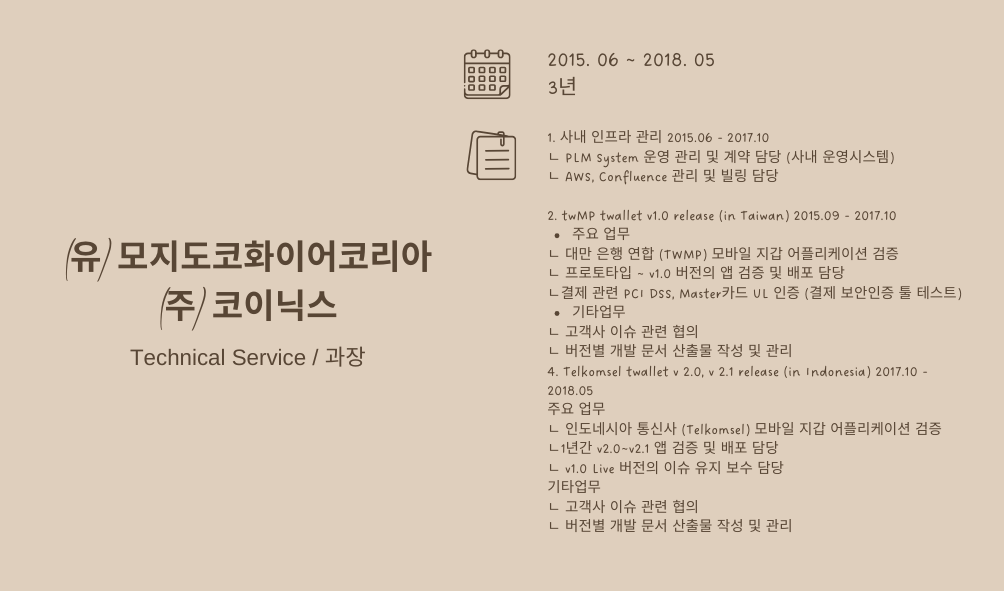 (유) 모지도코화이어코리아
(주) 코이닉스
Technical Service / 과장
2015. 06 ~ 2018. 05
3년
1. 사내 인프라 관리 2015.06 - 2017.10
ㄴ PLM System 운영 관리 및 계약 담당 (사내 운영시스템)
ㄴ AWS, Confluence 관리 및 빌링 담당
2. twMP twallet v1.0 release (in Taiwan) 2015.09 - 2017.10
• 주요 업무
ㄴ 대만 은행 연합 (TWMP) 모바일 지갑 어플리케이션 검증
ㄴ 프로토타입 ~ v1.0 버전의 앱 검증 및 배포 담당
ㄴ결제 관련 PCI DSS, Master카드 UL 인증 (결제 보안인증 툴 테스트)
• 기타업무
ㄴ 고객사 이슈 관련 협의
ㄴ 버전별 개발 문서 산출물 작성 및 관리
4. Telkomsel twallet v 2.0, v 2.1 release (in Indonesia) 2017.10 -
2018.05
주요 업무
ㄴ 인도네시아 통신사 (Telkomsel) 모바일 지갑 어플리케이션 검증
ㄴ1년간 v2.0~v2.1 앱 검증 및 배포 담당
ㄴ v1.0 Live 버전의 이슈 유지 보수 담당
기타업무
ㄴ 고객사 이슈 관련 협의
ㄴ 버전별 개발 문서 산출물 작성 및 관리